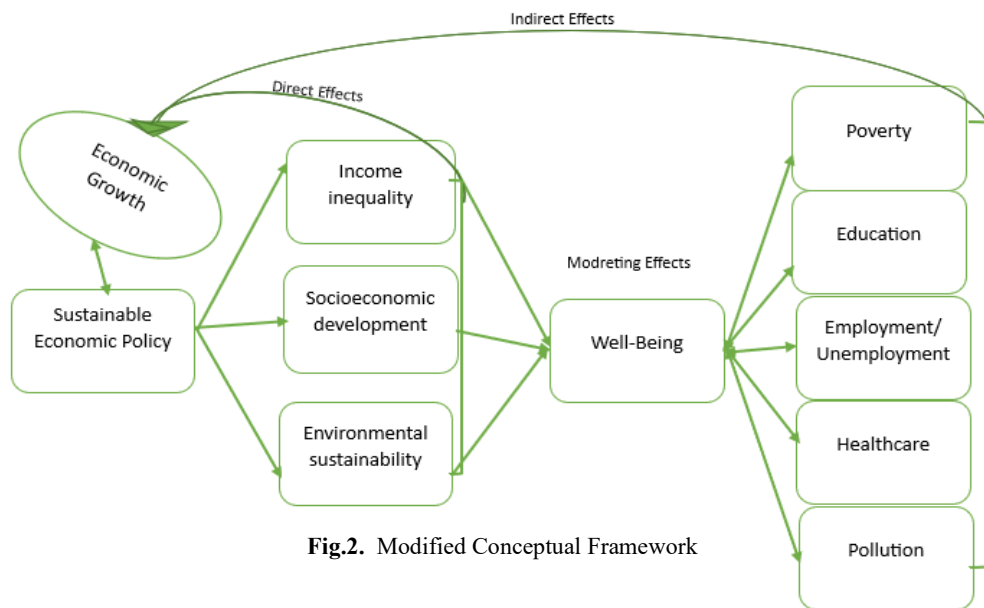 Indirect Effects
Direct Effects
Economic
Growth
Sustainable
Economic Policy
Income
inequality
Socioeconomic
development
Environmental
sustainability
Modreting Effects
Well-Being
Poverty
Education
Employment/
Unemployment
Healthcare
Pollution
Fig.2. Modified Conceptual Framework